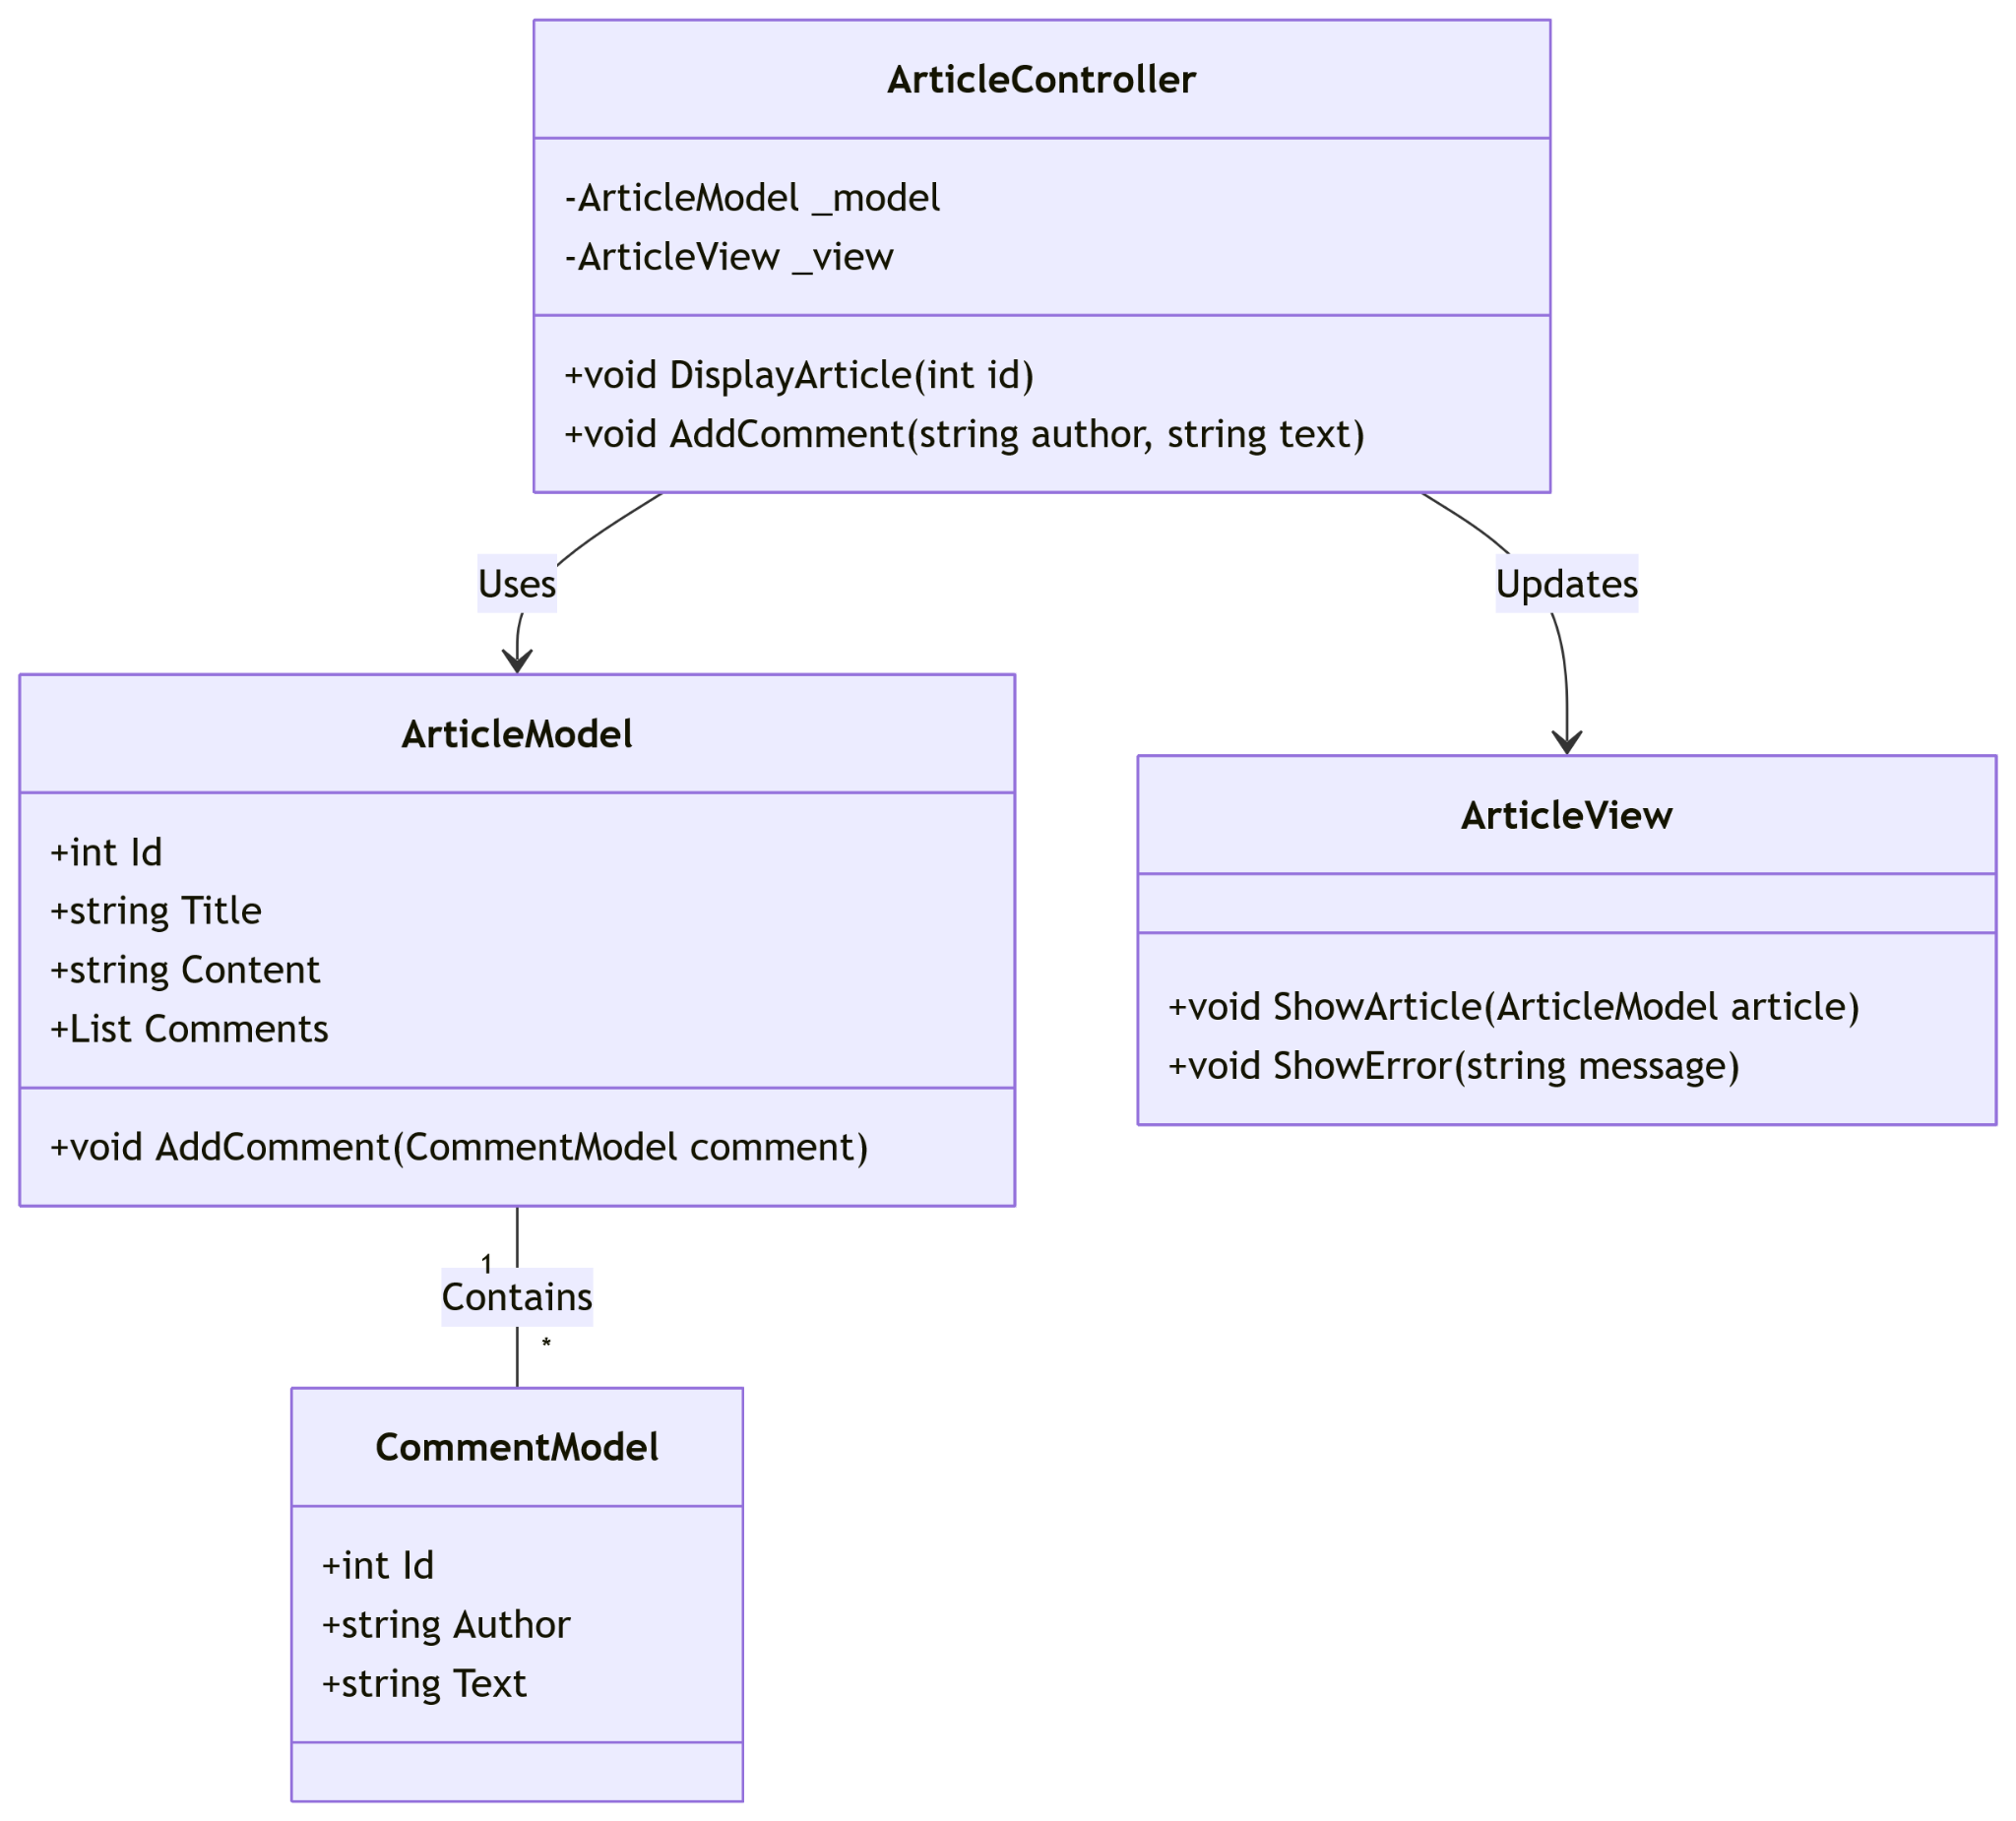 ArticleController
-ArticleModel _model
-ArticleView _view
+void DisplayArticle(int id)
+void AddComment(string author, string text)
Uses
Updates
ArticleModel
+int Id
+string Title
+string Content
+List Comments
+void AddComment(CommentModel comment)
ArticleView
+void ShowArticle(ArticleModel article)
+void ShowError(string message)
1
Contains
*
CommentModel
+int Id
+string Author
+string Text